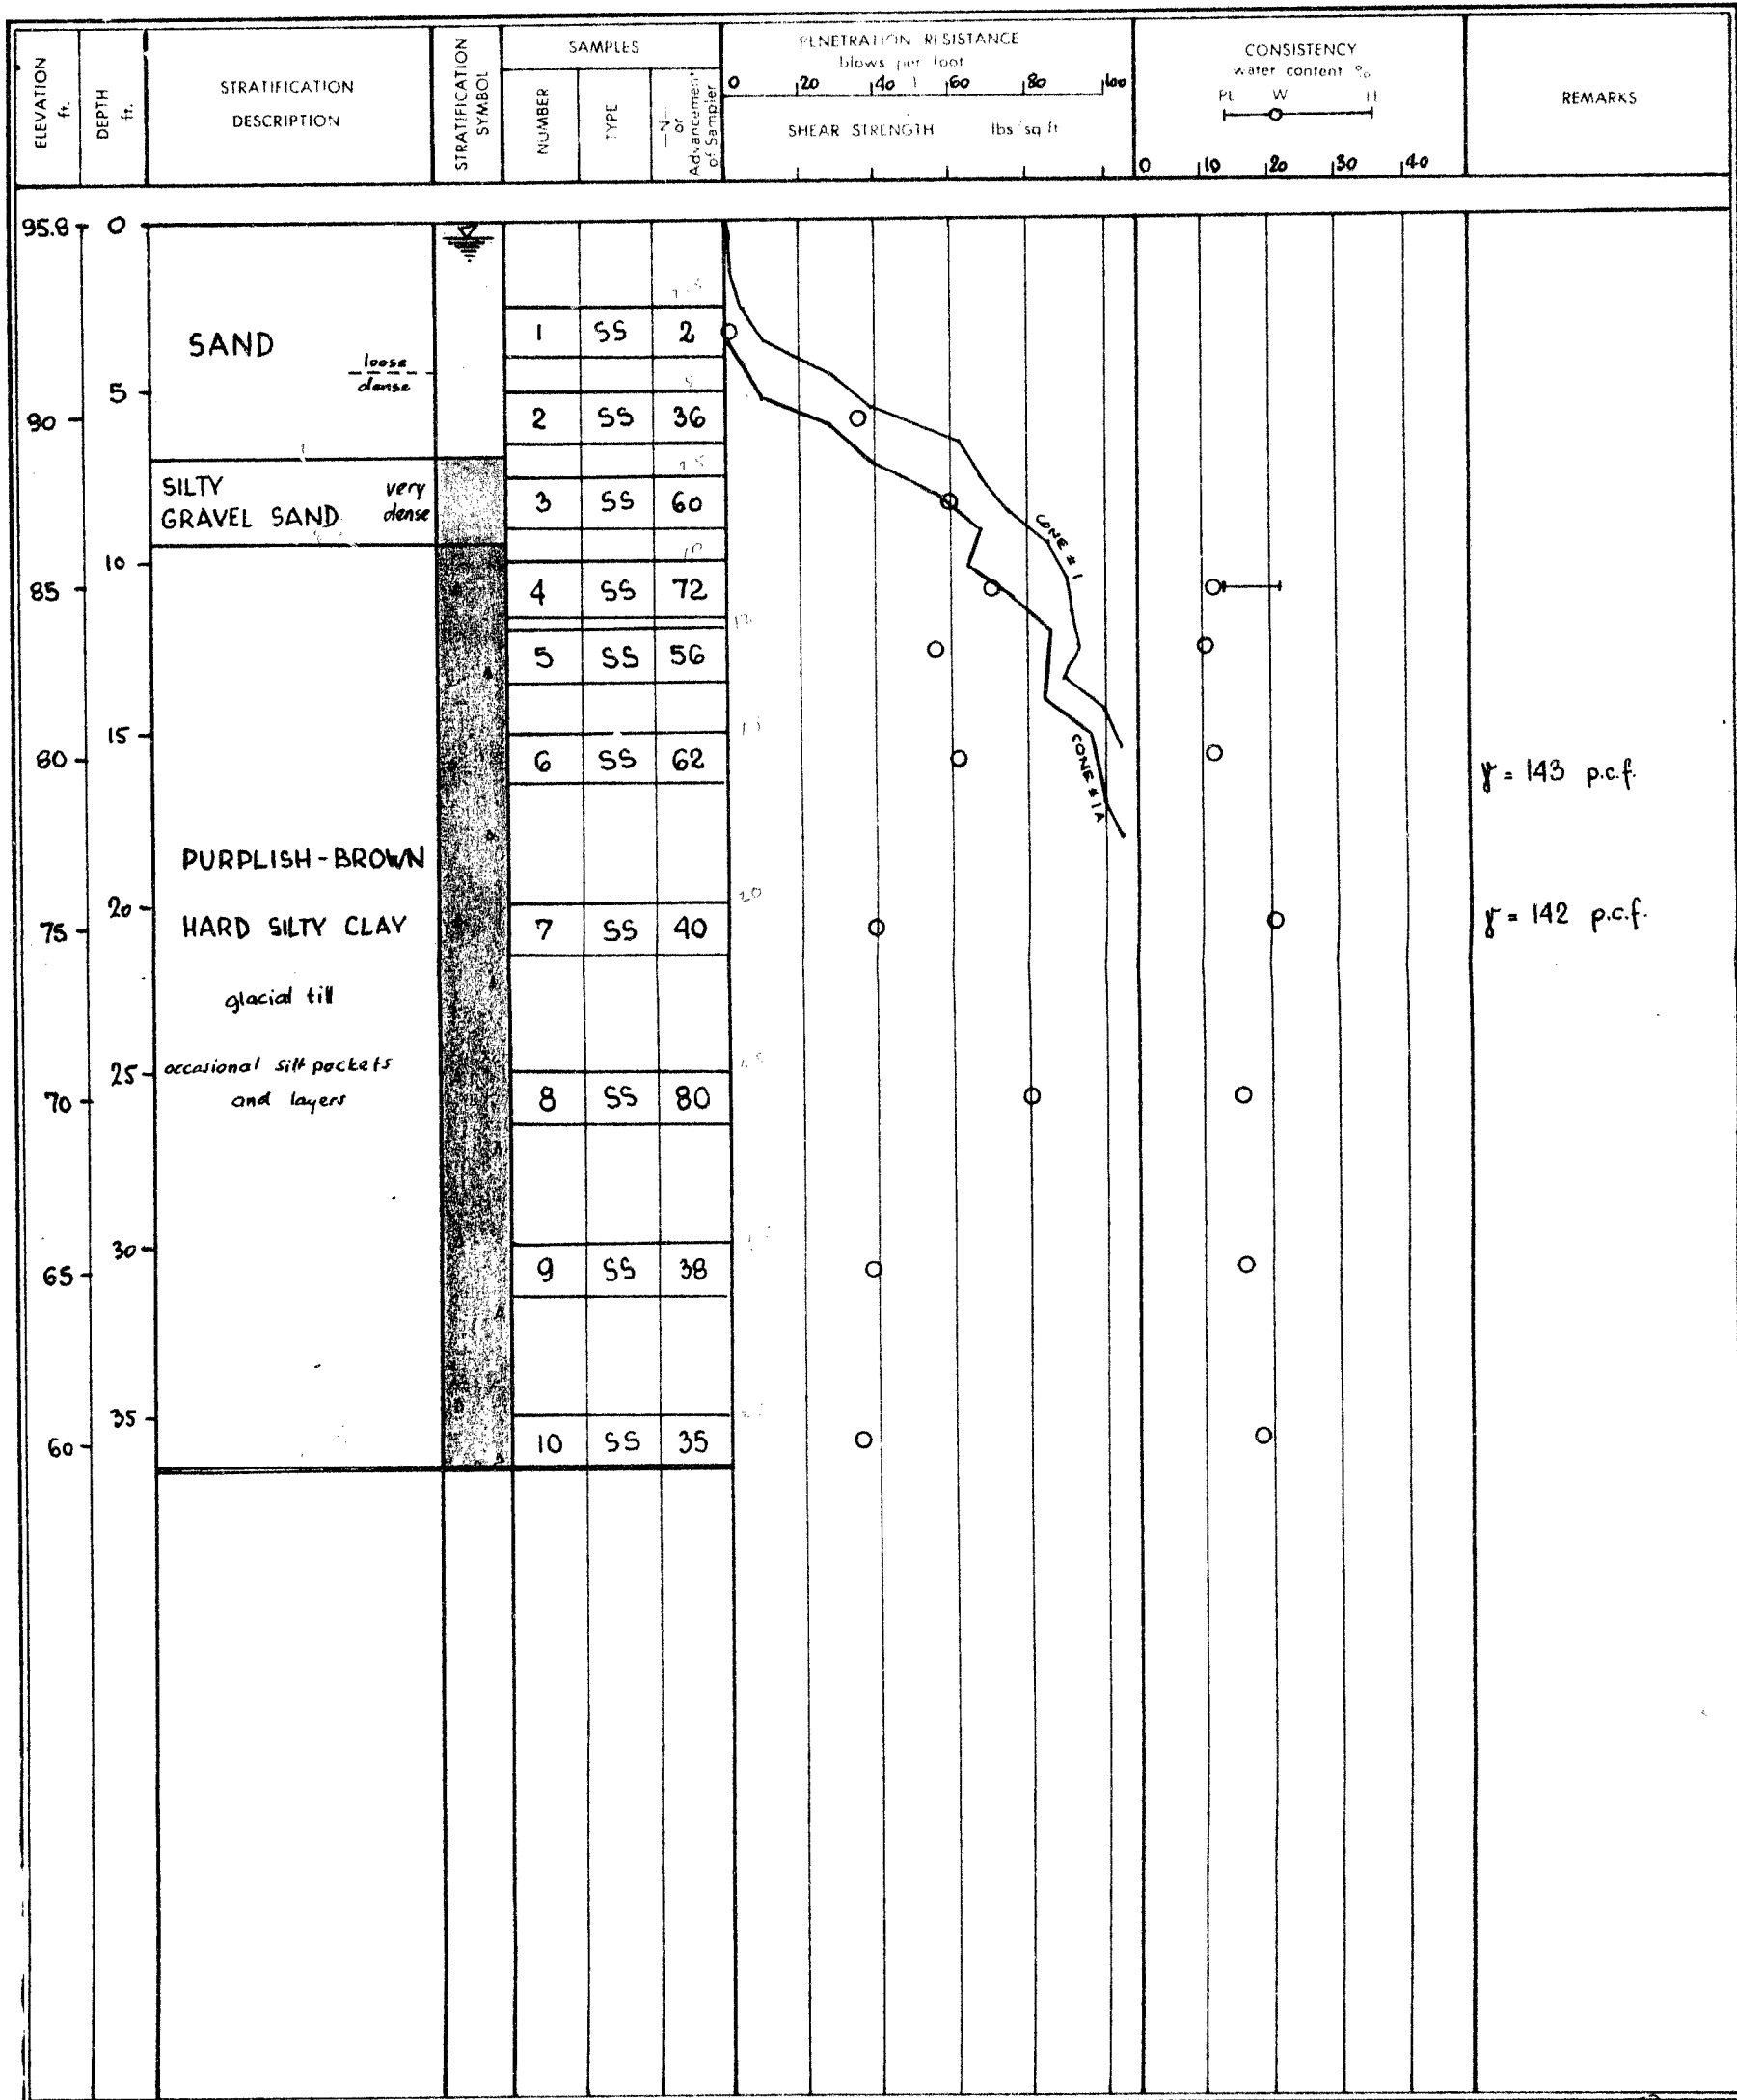 ELEVATION ft.
DEPTH ft.
STRATIFICATION
DESCRIPTION
STRATIFICATION
SYMBOL
SAMPLES
NUMBER
TYPE
—N—
or
Advancement
of Sampler
PENETRATION RESISTANCE
blows per foot
0 20 40 60 80 100
SHEAR STRENGTH lbs/sq ft
CONSISTENCY
water content %
PL W
0 10 20 30 40
REMARKS
95.8 0
SAND
loose
dense
1 SS 2
5
90
2 SS 36
SILTY very
GRAVEL SAND dense
3 SS 60
CONE # 1
10
85
4 SS 72
5 SS 56
15
80
6 SS 62
CONE # 1A
γ = 143 p.c.f.
PURPLISH-BROWN
20
75
HARD SILTY CLAY
7 SS 40
20
γ = 142 p.c.f.
glacial till
25
occasional silt pockets
and layers
70
8 SS 80
30
65
9 SS 38
35
60
10 SS 35